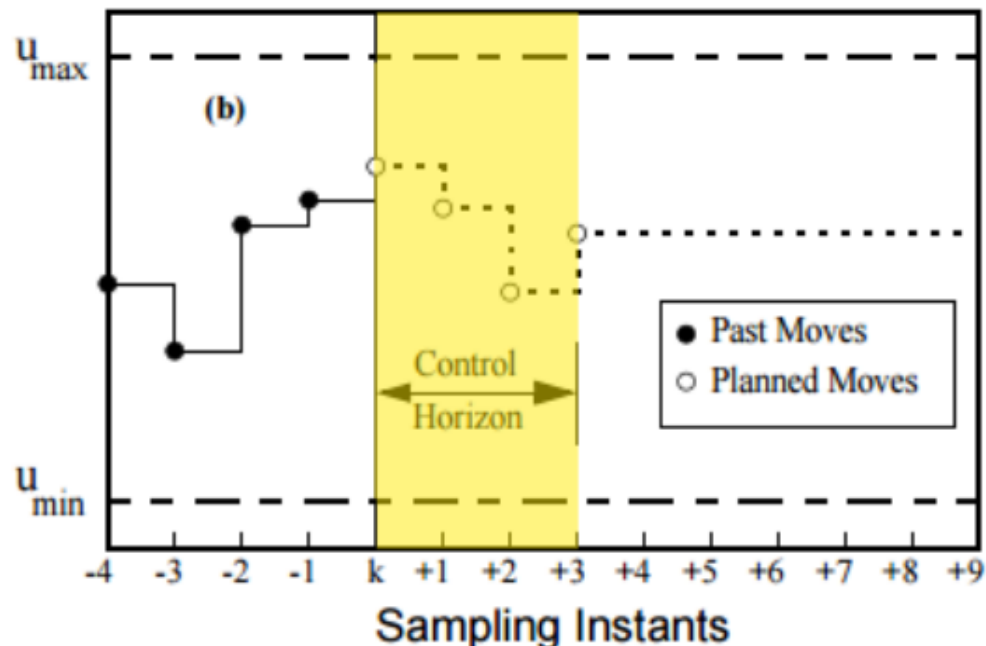 u max
(b)
Past Moves
Planned Moves
Control
Horizon
u min
-4 -3 -2 -1 k +1 +2 +3 +4 +5 +6 +7 +8 +9
Sampling Instants